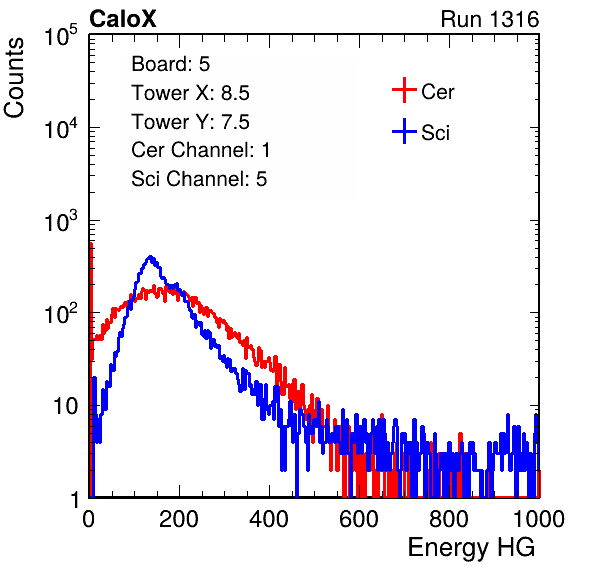 CaloX Run 1316
Counts
Board: 5
Tower X: 8.5
Tower Y: 7.5
Cer Channel: 1
Sci Channel: 5
Cer
Sci
10^5
10^4
10^3
10^2
10
1
0 200 400 600 800 1000
Energy HG